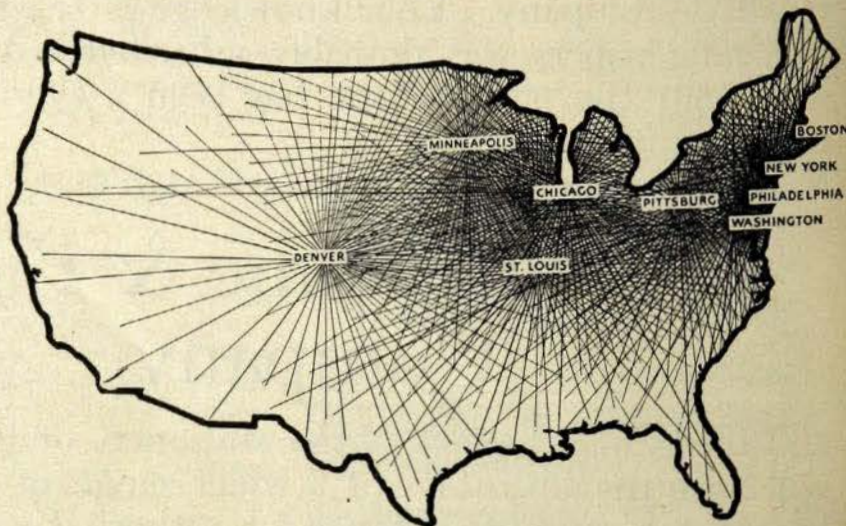 MINNEAPOLIS
BOSTON
NEW YORK
CHICAGO
PITTSBURG
PHILADELPHIA
WASHINGTON
DENVER
ST. LOUIS